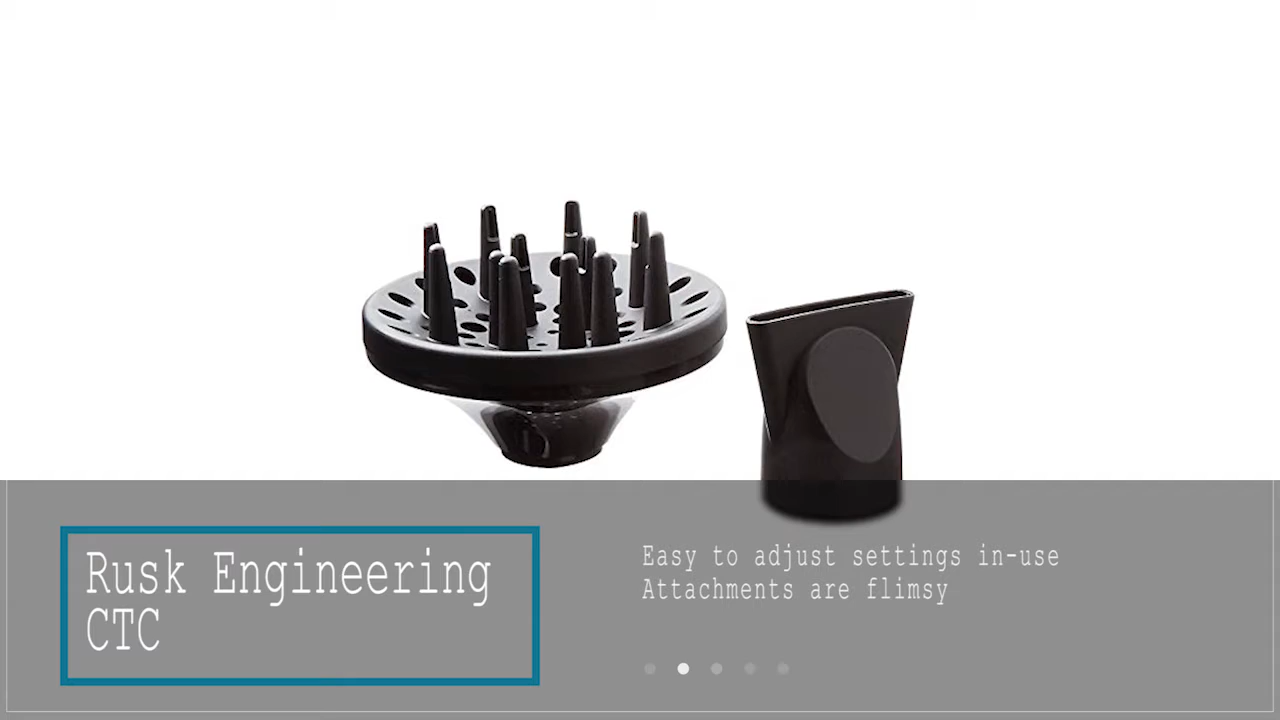 Rusk Engineering
CTC
Easy to adjust settings in-use
Attachments are flimsy